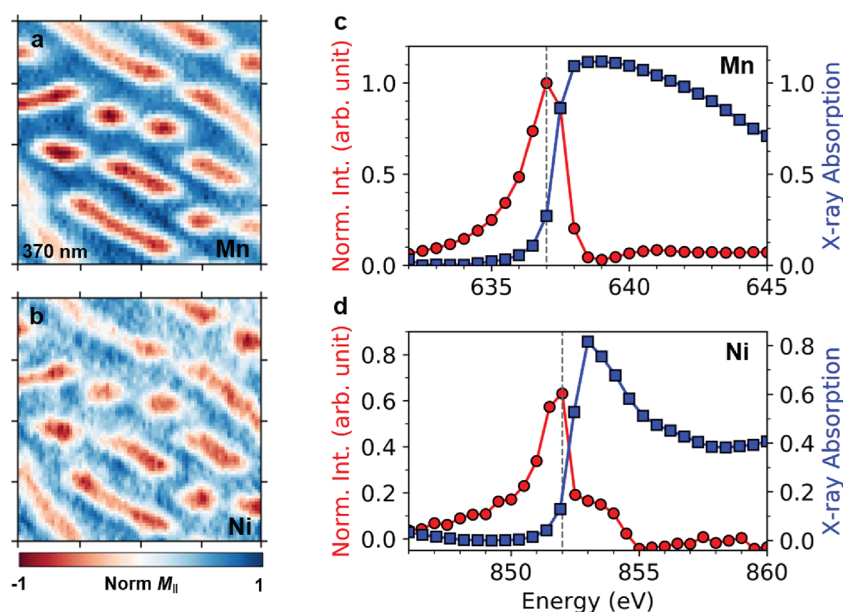 a
370 nm
Mn
b
Ni
-1 Norm M|| 1
c
Mn
Norm. Int. (arb. unit)
1.0
0.5
0.0
X-ray Absorption
1.0
0.5
0.0
635 640 645
d
Ni
Norm. Int. (arb. unit)
0.8
0.6
0.4
0.2
0.0
X-ray Absorption
0.8
0.6
0.4
0.2
0.0
850 855 860
Energy (eV)